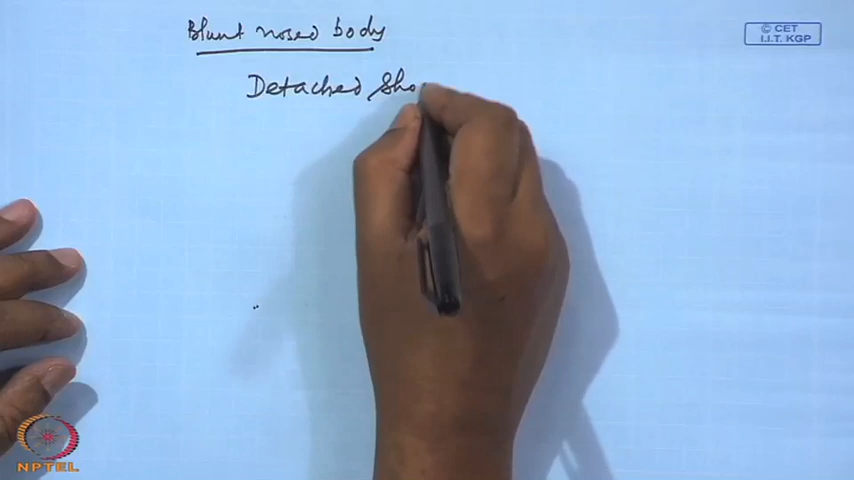 Blunt nosed body
© CET
I.I.T. KGP
Detached Sho
NPTEL